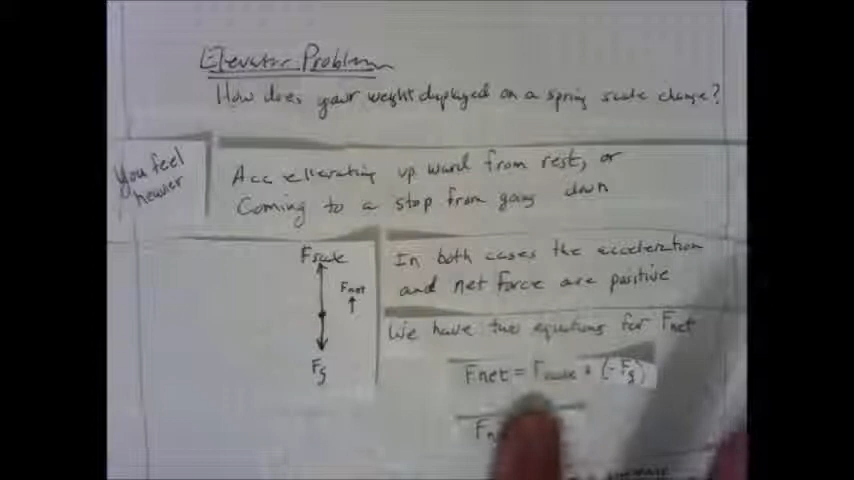 Elevator Problem
How does your weight displayed on a spring scale change?
You feel
heavier
Accellerating up ward from rest, or
Coming to a stop from going down
Fscale
Fnet
Fg
In both cases the acceleration
and net force are positive
We have two equations for Fnet
Fnet = Fscale + (-Fg)